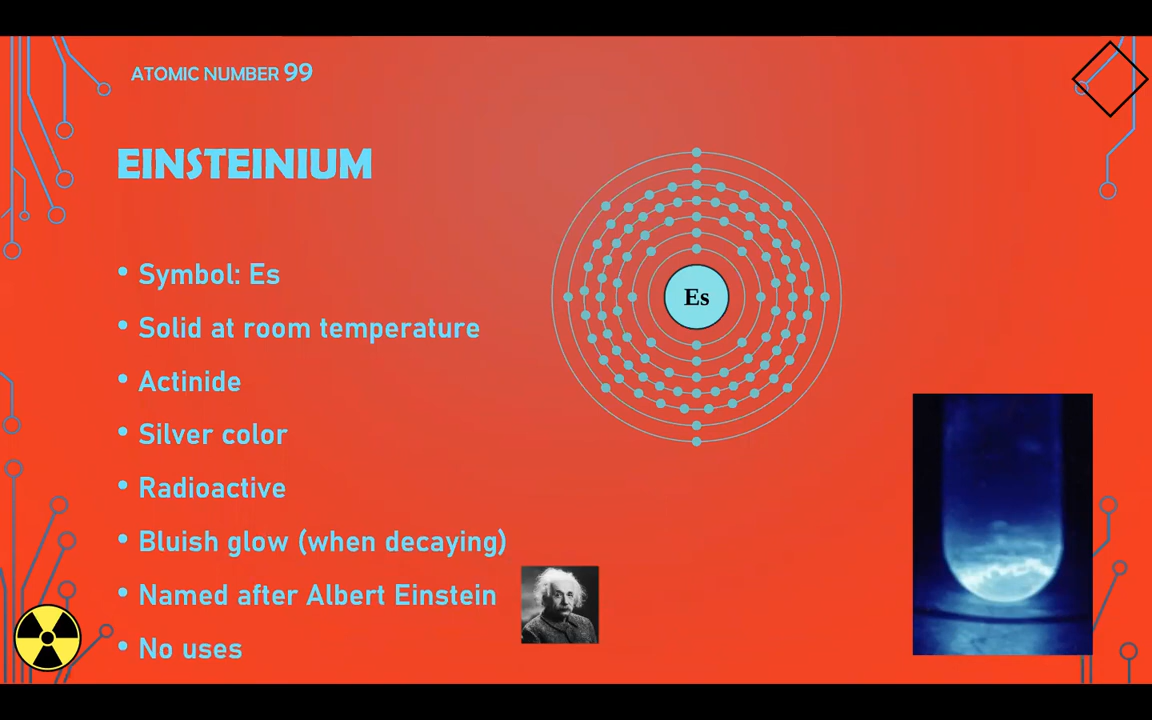 ATOMIC NUMBER 99
EINSTEINIUM
• Symbol: Es
• Solid at room temperature
• Actinide
• Silver color
• Radioactive
• Bluish glow (when decaying)
• Named after Albert Einstein
• No uses
Es